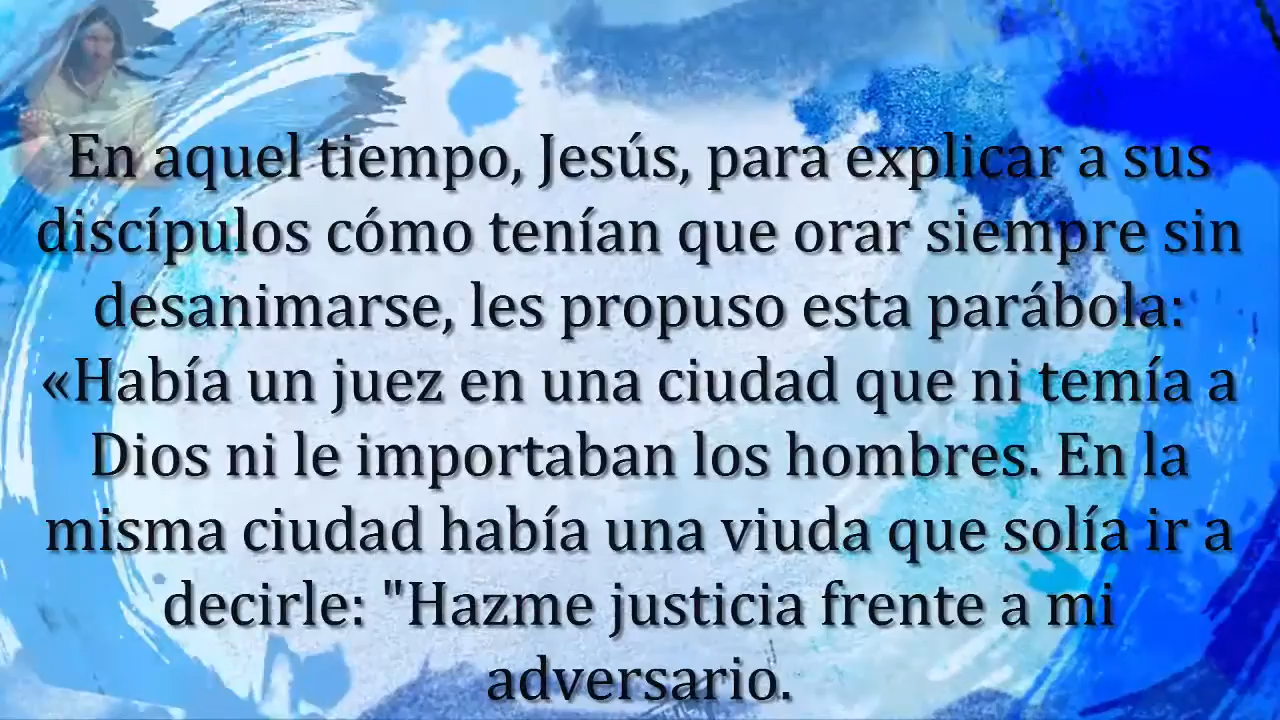 En aquel tiempo, Jesús, para explicar a sus
discípulos cómo tenían que orar siempre sin
desanimarse, les propuso esta parábola:
«Había un juez en una ciudad que ni temía a
Dios ni le importaban los hombres. En la
misma ciudad había una viuda que solía ir a
decirle: "Hazme justicia frente a mi
adversario.